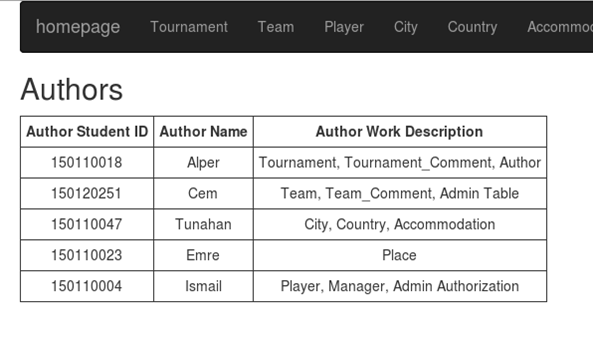 homepage Tournament Team Player City Country Accommo
Authors
Author Student ID Author Name Author Work Description
150110018 Alper Tournament, Tournament_Comment, Author
150120251 Cem Team, Team_Comment, Admin Table
150110047 Tunahan City, Country, Accommodation
150110023 Emre Place
150110004 Ismail Player, Manager, Admin Authorization